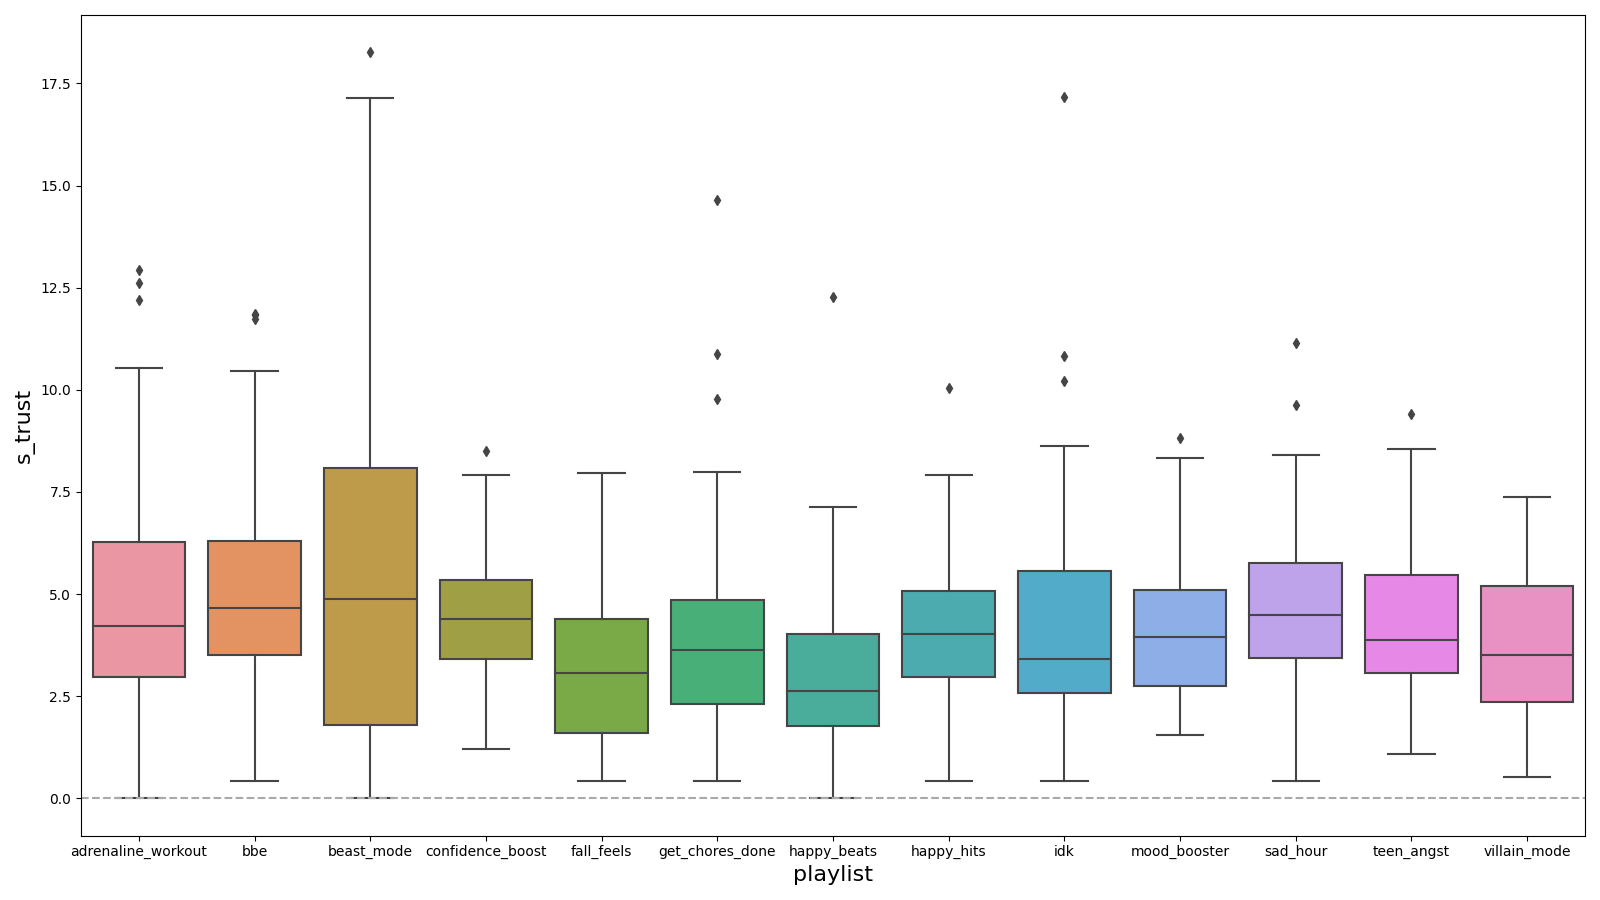 17.5
15.0
12.5
10.0
7.5
5.0
2.5
0.0
s_trust
adrenaline_workout bbe beast_mode confidence_boost fall_feels get_chores_done happy_beats happy_hits idk mood_booster sad_hour teen_angst villain_mode
playlist